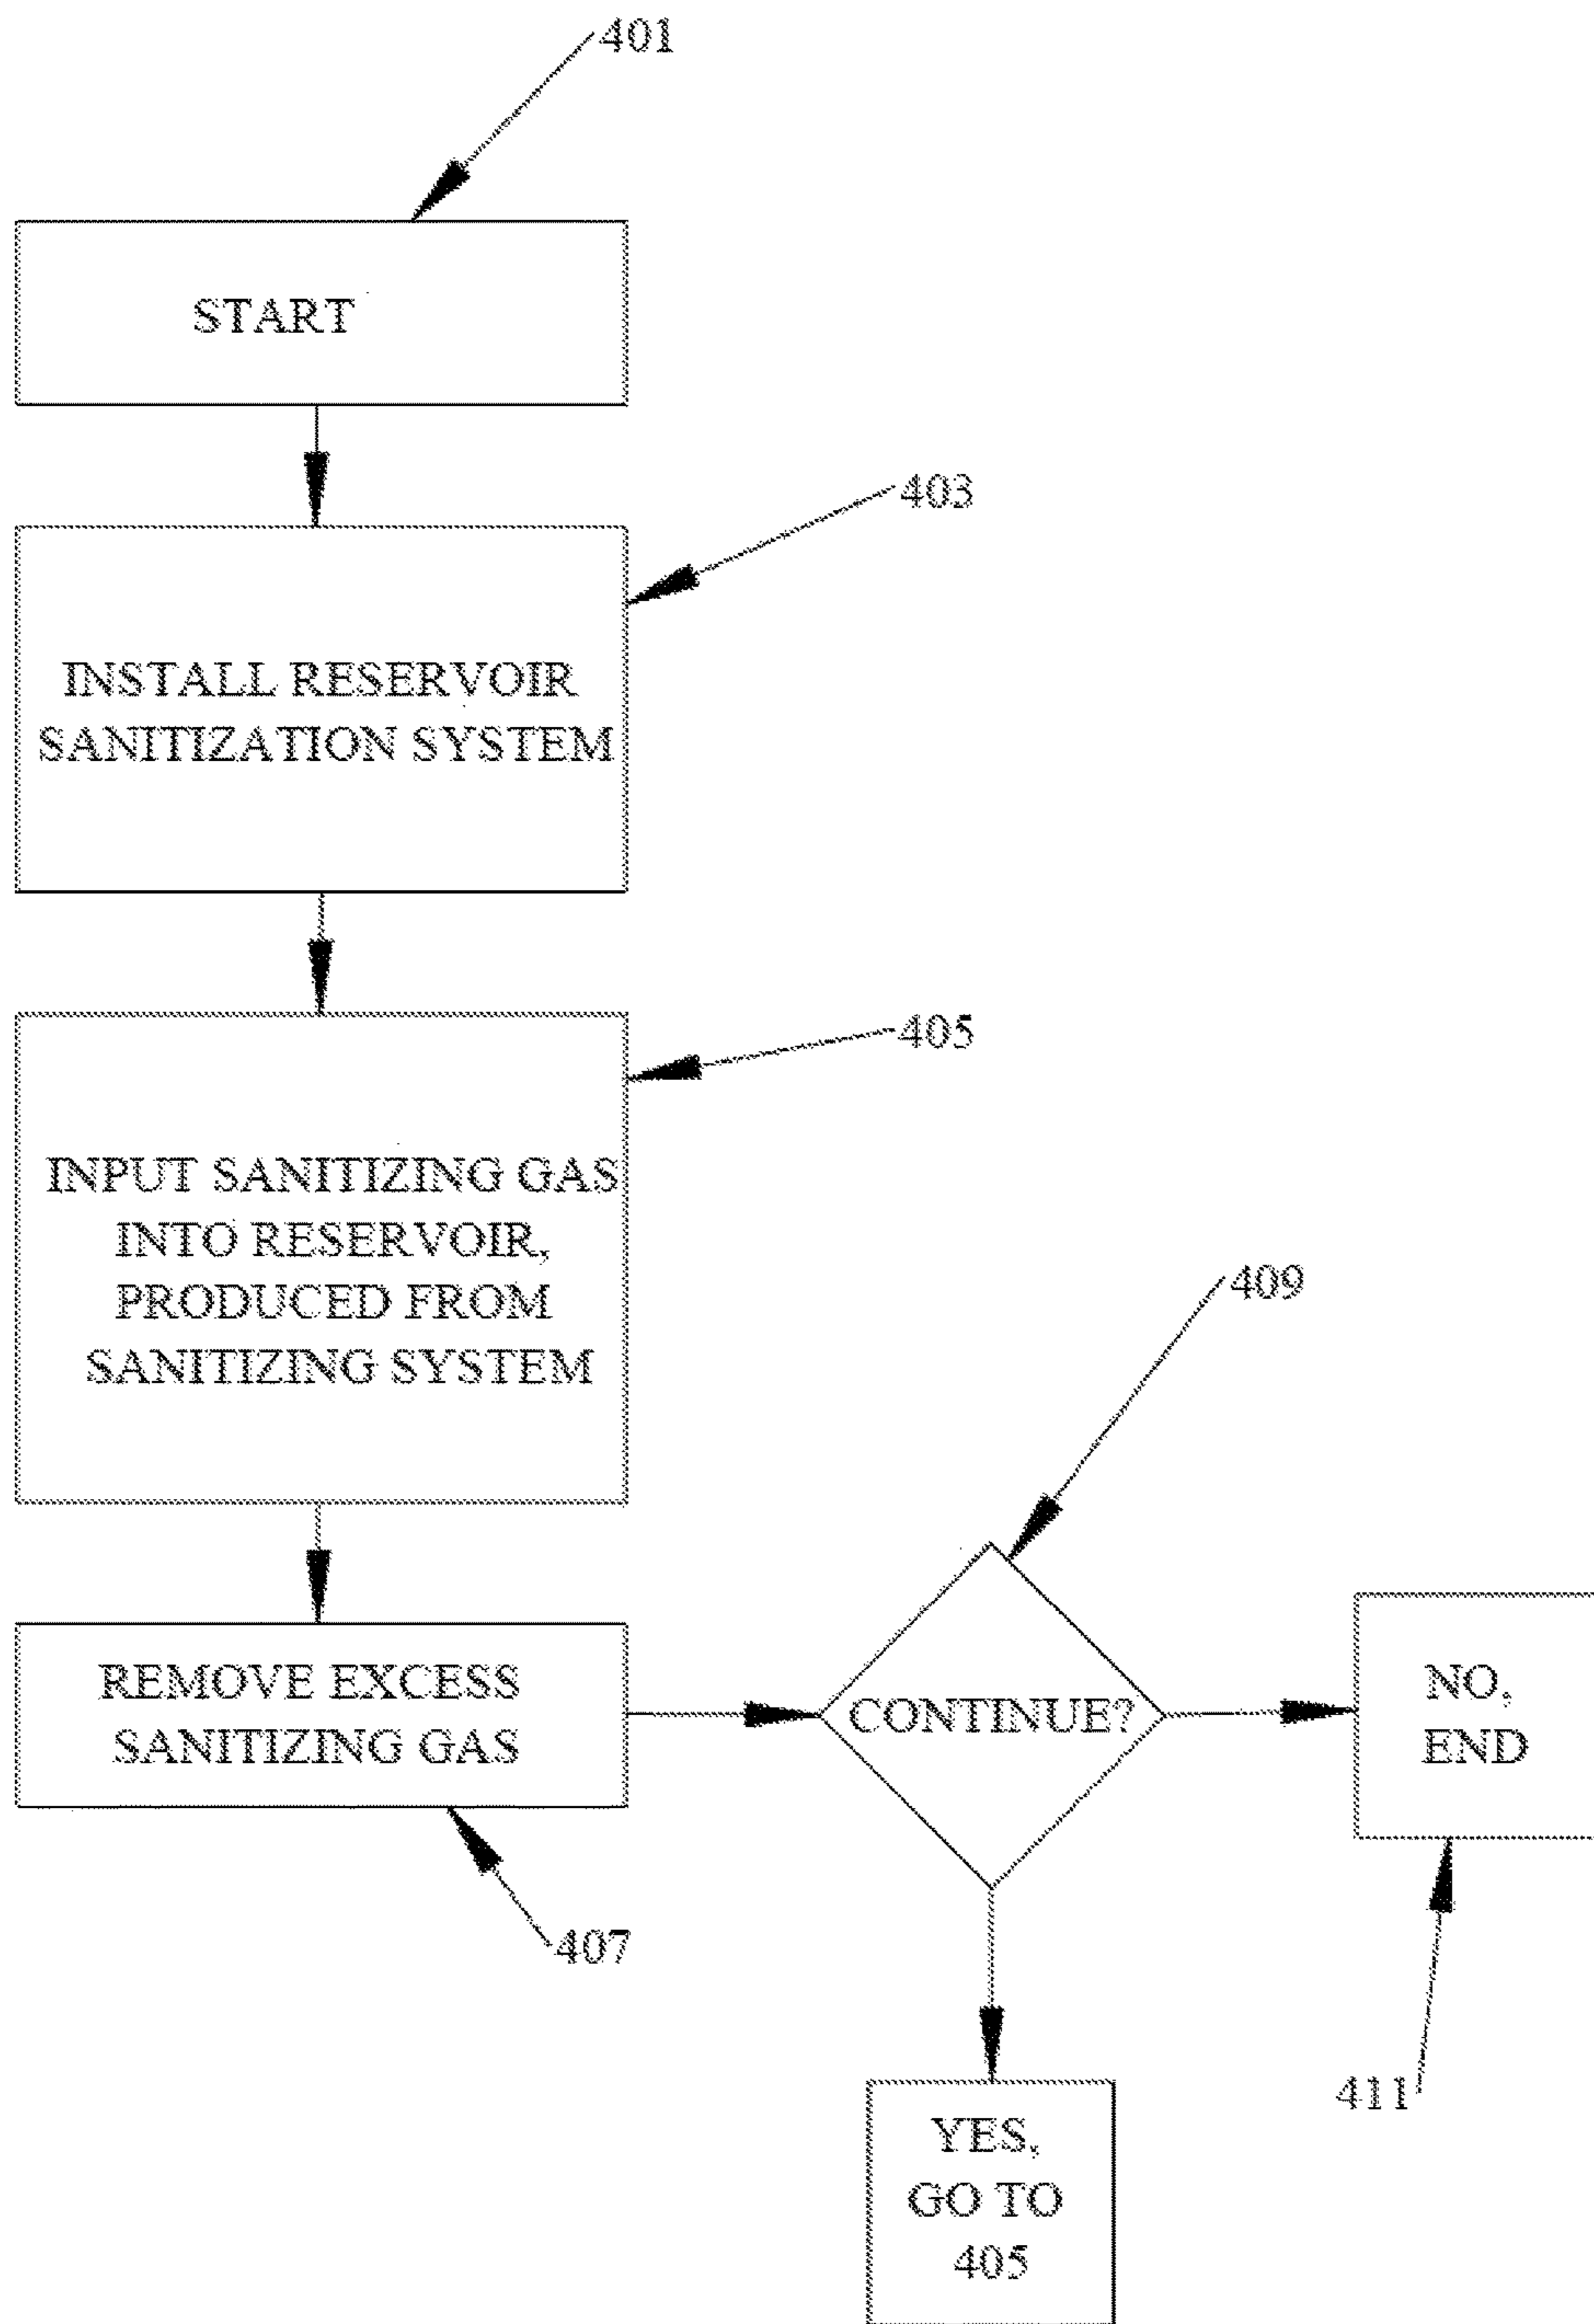 401
START
403
INSTALL RESERVOIR
SANITIZATION SYSTEM
405
INPUT SANITIZING GAS
INTO RESERVOIR,
PRODUCED FROM
SANITIZING SYSTEM
409
REMOVE EXCESS
SANITIZING GAS
CONTINUE?
NO,
END
407
411
YES,
GO TO
405